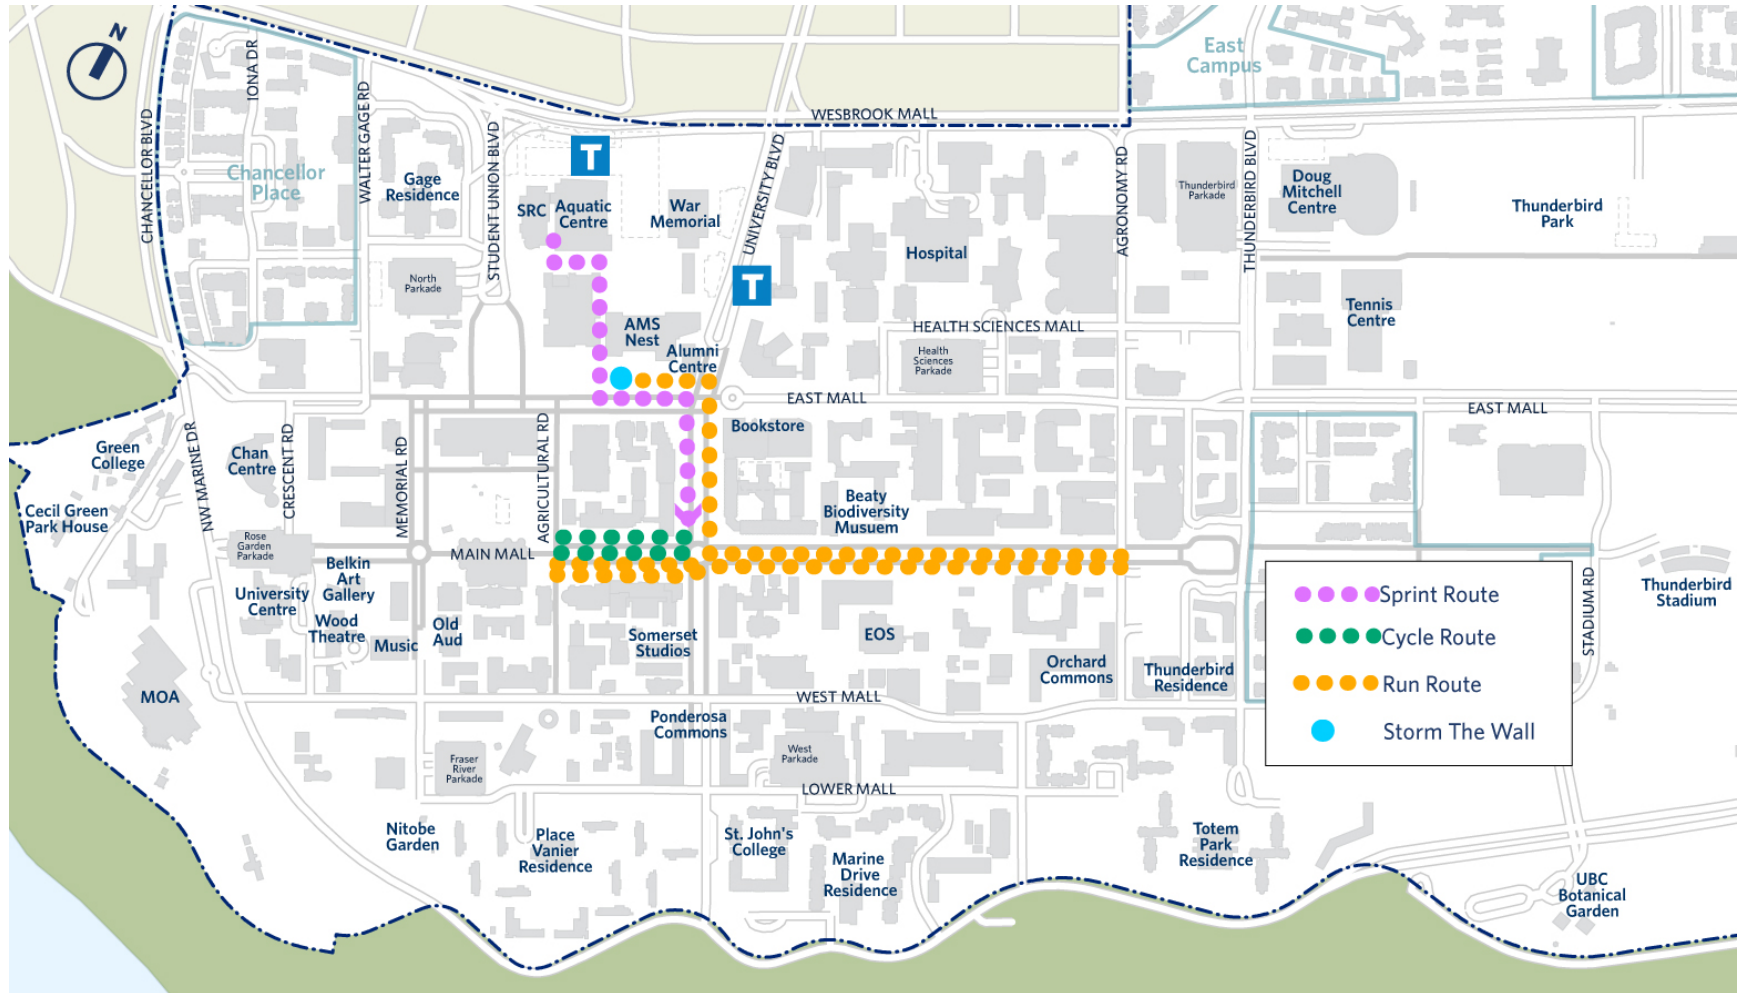 N
IONA DR
CHANCELLOR BLVD
WALTER GAGE RD
Chancellor
Place
Gage
Residence
STUDENT UNION BLVD
T
SRC
Aquatic
Centre
War
Memorial
UNIVERSITY BLVD
WESBROOK MALL
East
Campus
AGRONOMY RD
Thunderbird
Parkade
THUNDERBIRD BLVD
Doug
Mitchell
Centre
Thunderbird
Park
Hospital
T
North
Parkade
AMS
Nest
Alumni
Centre
HEALTH SCIENCES MALL
Health
Sciences
Parkade
Tennis
Centre
EAST MALL
EAST MALL
Bookstore
Green
College
NW MARINE DR
Chan
Centre
CRESCENT RD
MEMORIAL RD
AGRICULTURAL RD
Cecil Green
Park House
Rose
Garden
Parkade
Beaty
Biodiversity
Musuem
MAIN MALL
Belkin
Art
Gallery
University
Centre
Wood
Theatre
Music
Old
Aud
Somerset
Studios
EOS
Orchard
Commons
Thunderbird
Residence
STADIUM RD
Thunderbird
Stadium
Sprint Route
Cycle Route
Run Route
Storm The Wall
MOA
WEST MALL
Ponderosa
Commons
West
Parkade
Fraser
River
Parkade
LOWER MALL
Nitobe
Garden
Place
Vanier
Residence
St. John's
College
Marine
Drive
Residence
Totem
Park
Residence
UBC
Botanical
Garden